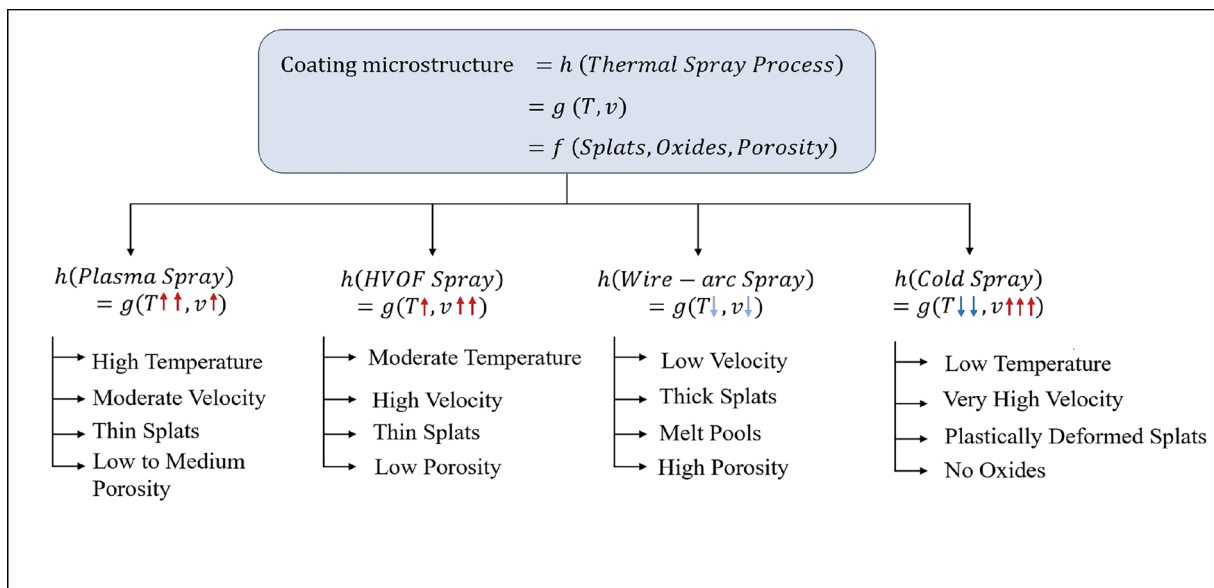 Coating microstructure = h (Thermal Spray Process)
= g (T, v)
= f (Splats, Oxides, Porosity)
h(Plasma Spray)
= g(T↑↑, v↑)
High Temperature
Moderate Velocity
Thin Splats
Low to Medium
Porosity
h(HVOF Spray)
= g(T↑, v↑↑)
Moderate Temperature
High Velocity
Thin Splats
Low Porosity
h(Wire – arc Spray)
= g(T↓, v↓)
Low Velocity
Thick Splats
Melt Pools
High Porosity
h(Cold Spray)
= g(T↓↓, v↑↑↑)
Low Temperature
Very High Velocity
Plastically Deformed Splats
No Oxides